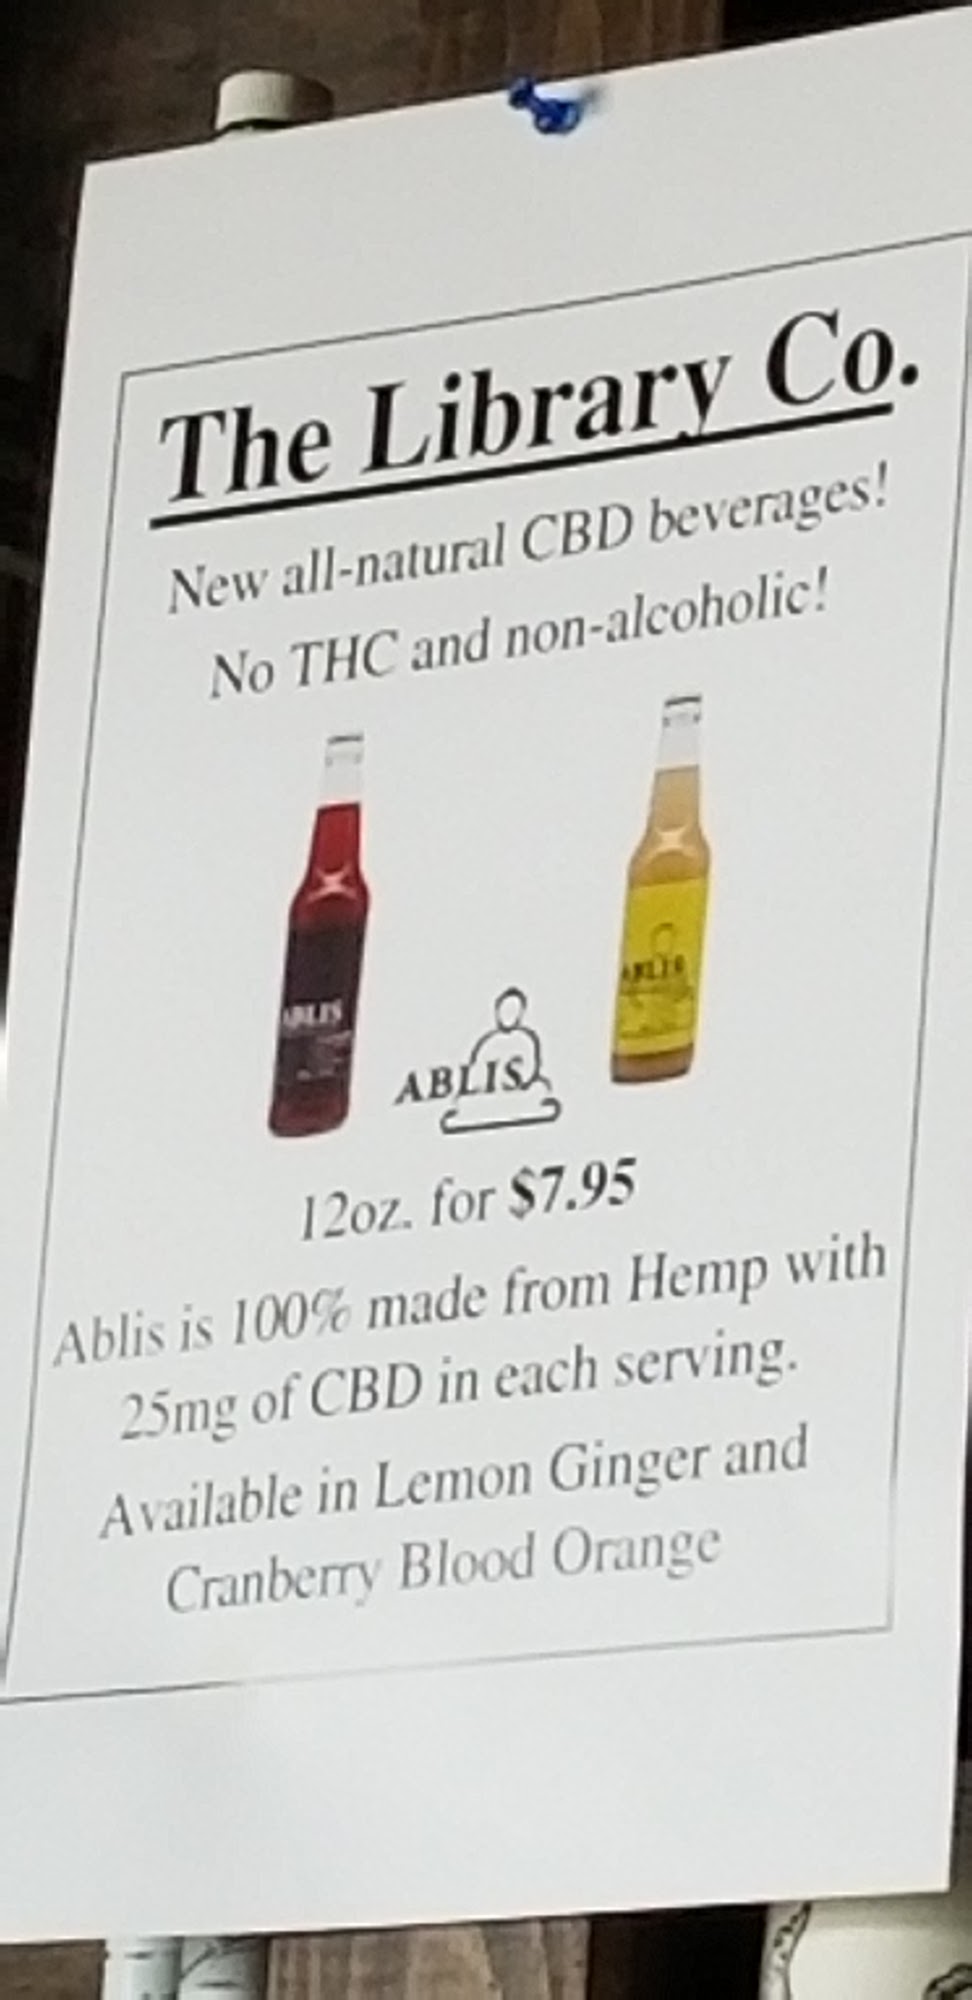 The Library Co.
New all-natural CBD beverages!
No THC and non-alcoholic!
ABLIS
ABLIS
ABLIS
12oz. for $7.95
Ablis is 100% made from Hemp with
25mg of CBD in each serving.
Available in Lemon Ginger and
Cranberry Blood Orange